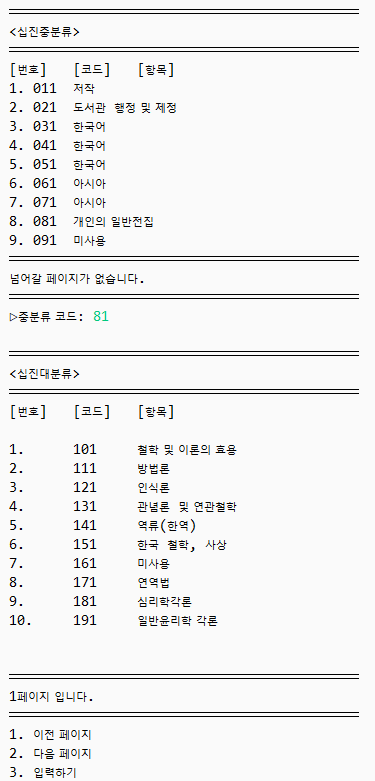 <십진중분류>
[번호] [코드] [항목]
1. 011 저작
2. 021 도서관 행정 및 제정
3. 031 한국어
4. 041 한국어
5. 051 한국어
6. 061 아시아
7. 071 아시아
8. 081 개인의 일반전집
9. 091 미사용
넘어갈 페이지가 없습니다.
▷중분류 코드: 81
<십진대분류>
[번호] [코드] [항목]
1. 101 철학 및 이론의 효용
2. 111 방법론
3. 121 인식론
4. 131 관념론 및 연관철학
5. 141 역류(한역)
6. 151 한국 철학, 사상
7. 161 미사용
8. 171 연역법
9. 181 심리학각론
10. 191 일반윤리학 각론
1페이지 입니다.
1. 이전 페이지
2. 다음 페이지
3. 입력하기